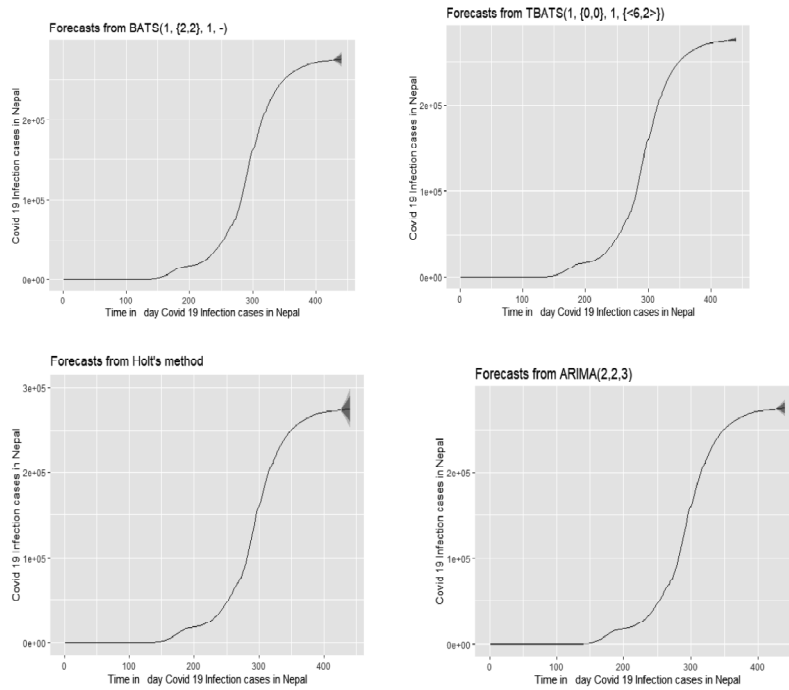 Forecasts from BATS(1, {2,2}, 1, -)
Covid 19 Infection cases in Nepal
2e+05
1e+05
0e+00
0 100 200 300 400
Time in day Covid 19 Infection cases in Nepal
Forecasts from TBATS(1, {0,0}, 1, {<6,2>})
Covid 19 Infection cases in Nepal
2e+05
1e+05
0e+00
0 100 200 300 400
Time in day Covid 19 Infection cases in Nepal
Forecasts from Holt's method
Covid 19 Infection cases in Nepal
3e+05
2e+05
1e+05
0e+00
0 100 200 300 400
Time in day Covid 19 Infection cases in Nepal
Forecasts from ARIMA(2,2,3)
Covid 19 Infection cases in Nepal
2e+05
1e+05
0e+00
0 100 200 300 400
Time in day Covid 19 Infection cases in Nepal